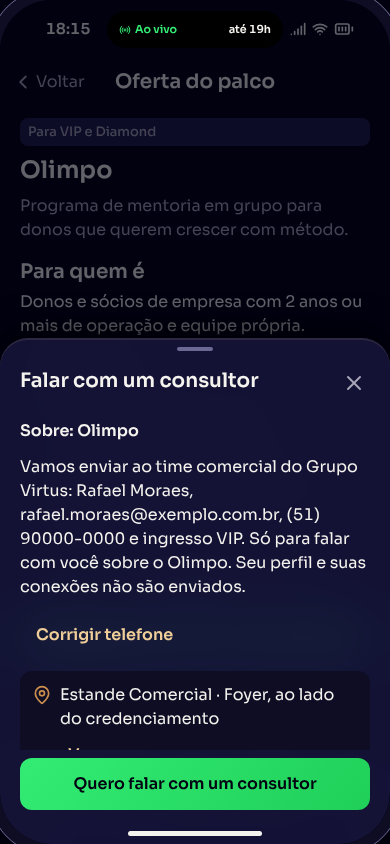 18:15
Ao vivo
até 19h
Voltar
Oferta do palco
Para VIP e Diamond
Olimpo
Programa de mentoria em grupo para
donos que querem crescer com método.
Para quem é
Donos e sócios de empresa com 2 anos ou
mais de operação e equipe própria.
Falar com um consultor
Sobre: Olimpo
Vamos enviar ao time comercial do Grupo
Virtus: Rafael Moraes,
rafael.moraes@exemplo.com.br, (51)
90000-0000 e ingresso VIP. Só para falar
com você sobre o Olimpo. Seu perfil e suas
conexões não são enviados.
Corrigir telefone
Estande Comercial · Foyer, ao lado
do credenciamento
Quero falar com um consultor